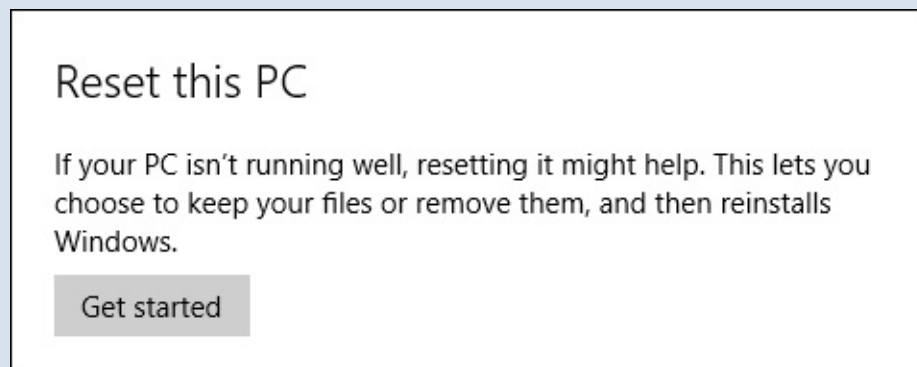 Reset this PC
If your PC isn’t running well, resetting it might help. This lets you
choose to keep your files or remove them, and then reinstalls
Windows.
Get started